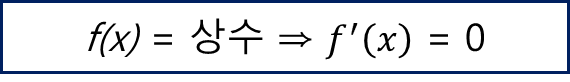 f(x) = 상수 ⇒ f′(x) = 0